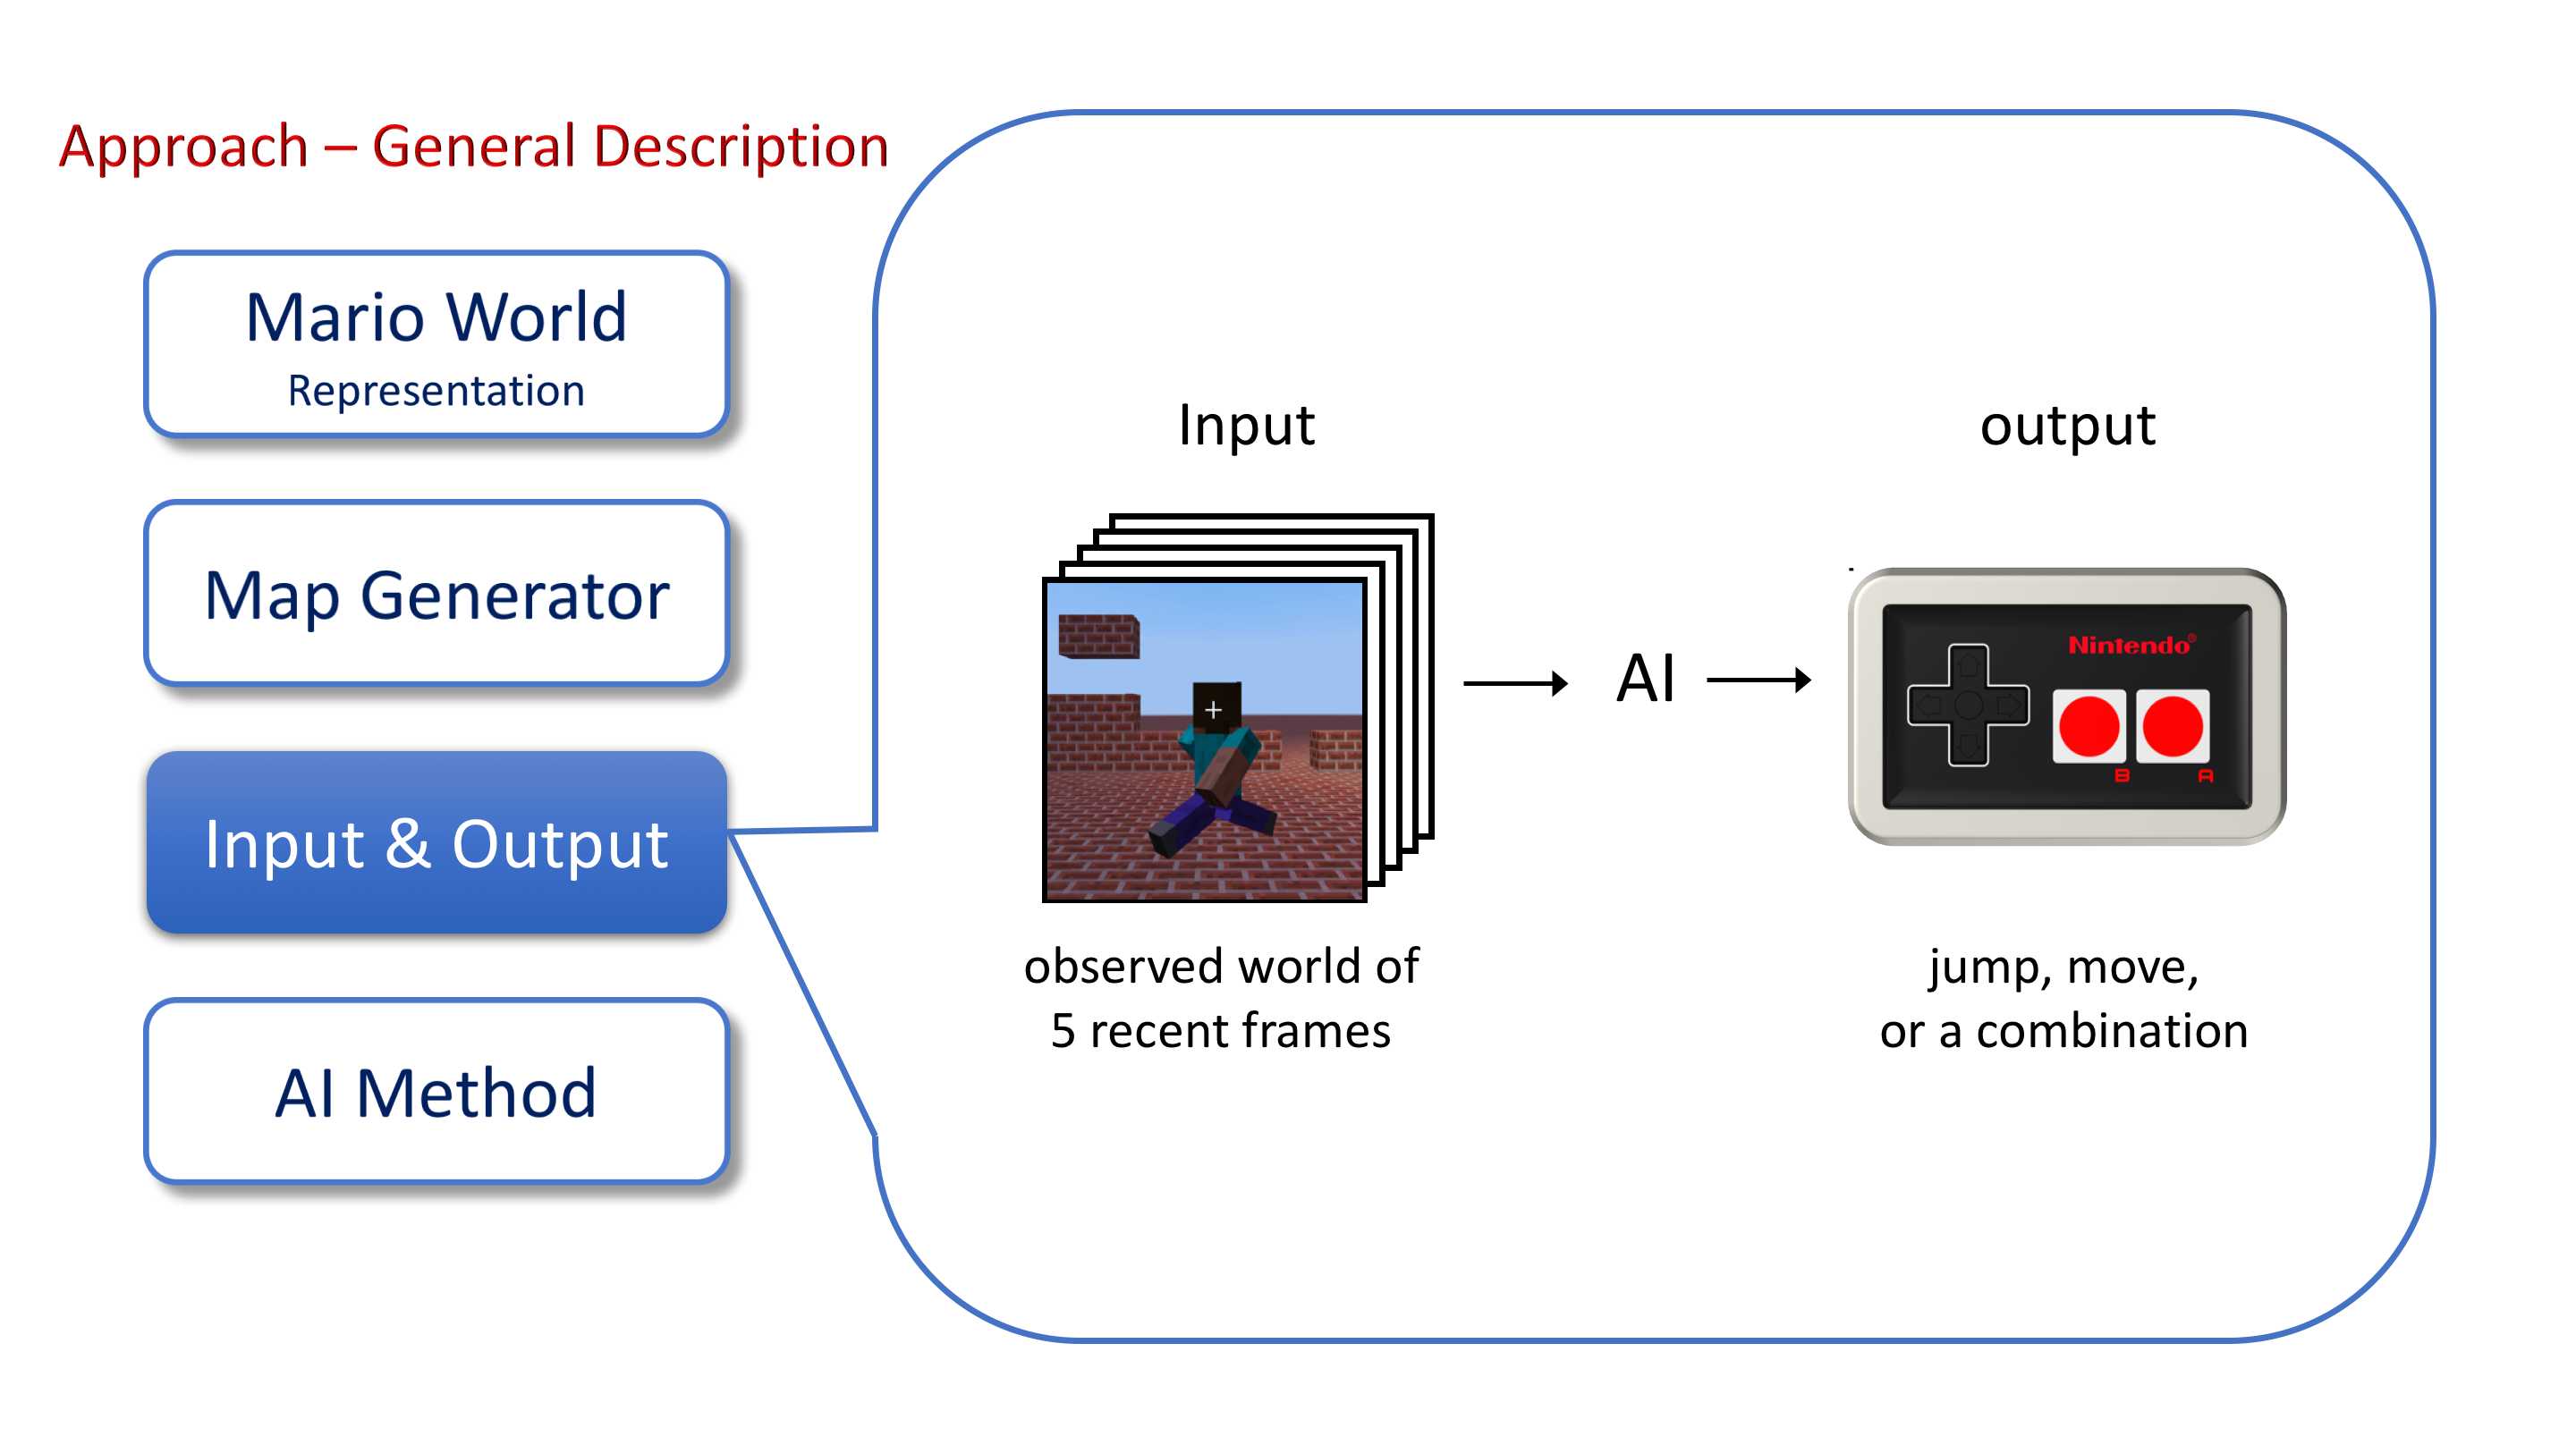 Approach – General Description
Mario World
Representation
Map Generator
Input & Output
AI Method
Input
output
AI
Nintendo®
B A
observed world of
5 recent frames
jump, move,
or a combination